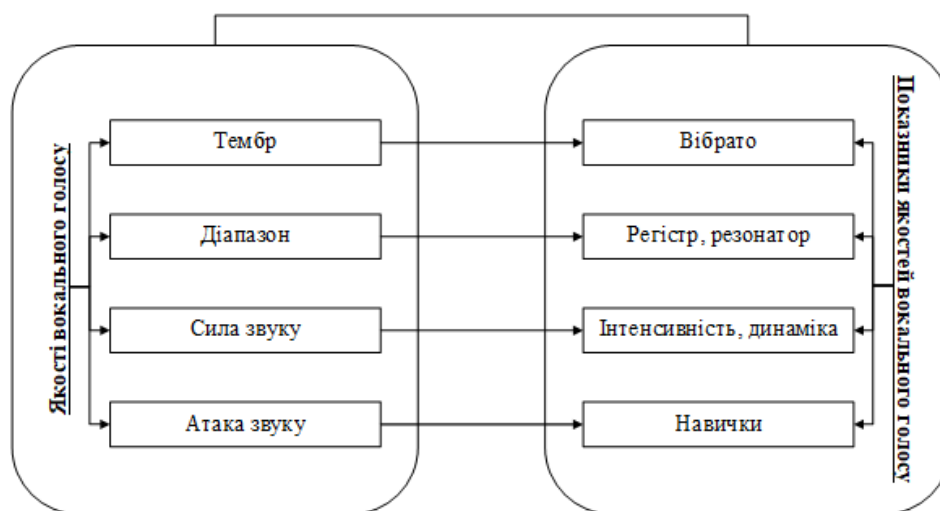 Якості вокального голосу
Тембр
Діапазон
Сила звуку
Атака звуку
Вібрато
Регістр, резонатор
Інтенсивність, динаміка
Навички
Показники якостей вокального голосу